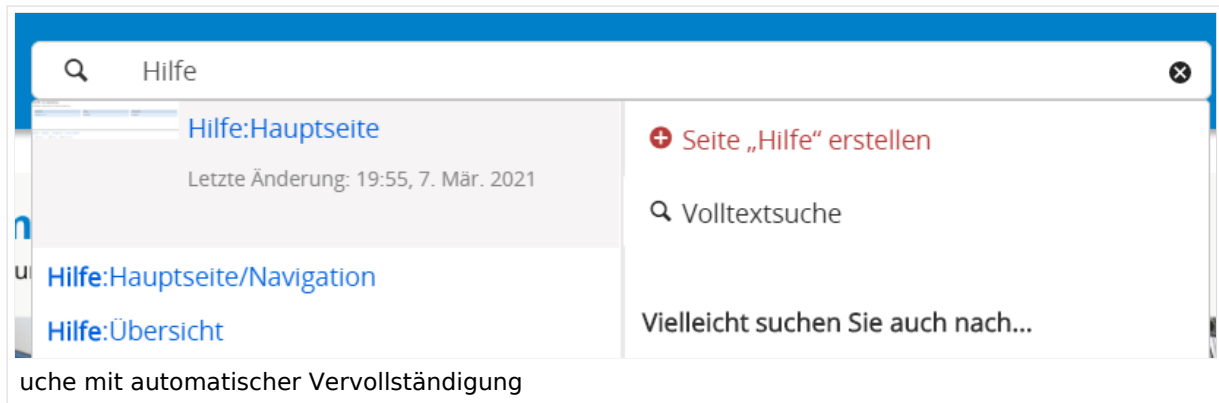 Hilfe
Hilfe:Hauptseite
Letzte Änderung: 19:55, 7. Mär. 2021
Hilfe:Hauptseite/Navigation
Hilfe:Übersicht
Seite „Hilfe“ erstellen
Volltextsuche
Vielleicht suchen Sie auch nach...
uche mit automatischer Vervollständigung